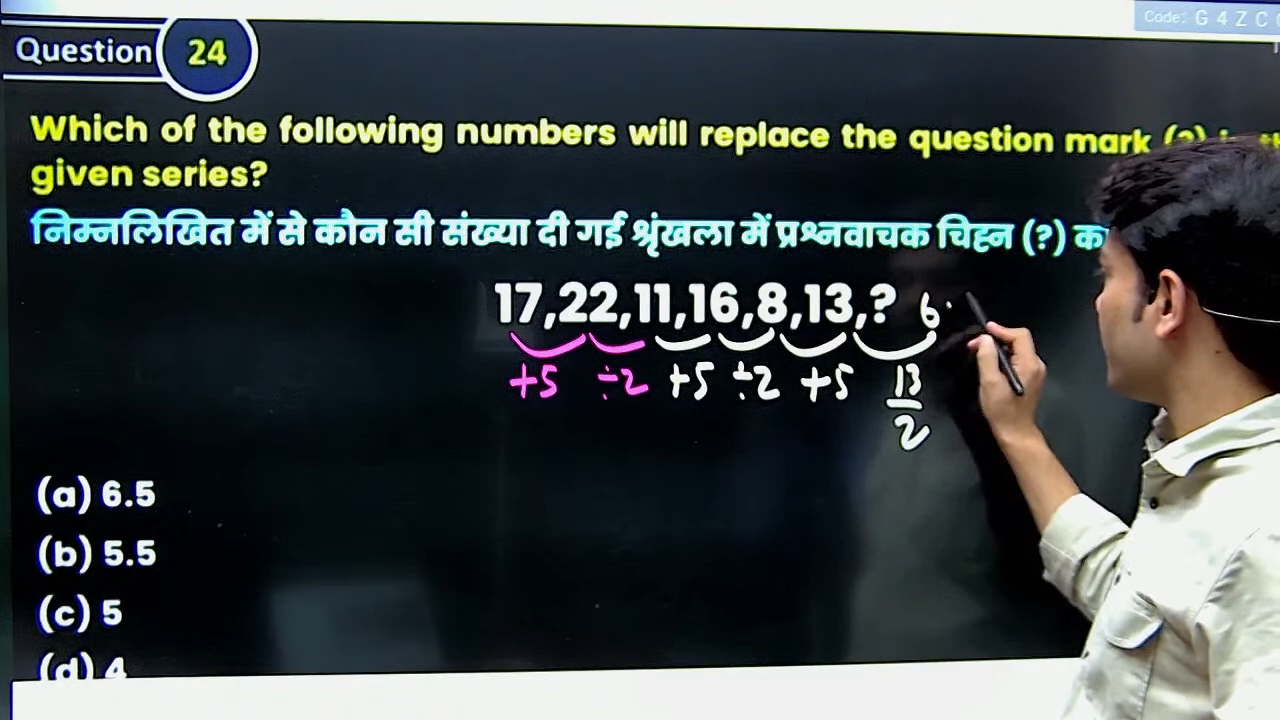 Code: G 4 Z C
Question 24
Which of the following numbers will replace the question mark (?)
given series?
निम्नलिखित में से कौन सी संख्या दी गई श्रृंखला में प्रश्नवाचक चिह्न (?)
17,22,11,16,8,13,? 6.
+5 ÷2 +5 ÷2 +5 13
2
(a) 6.5
(b) 5.5
(c) 5
(d) 4